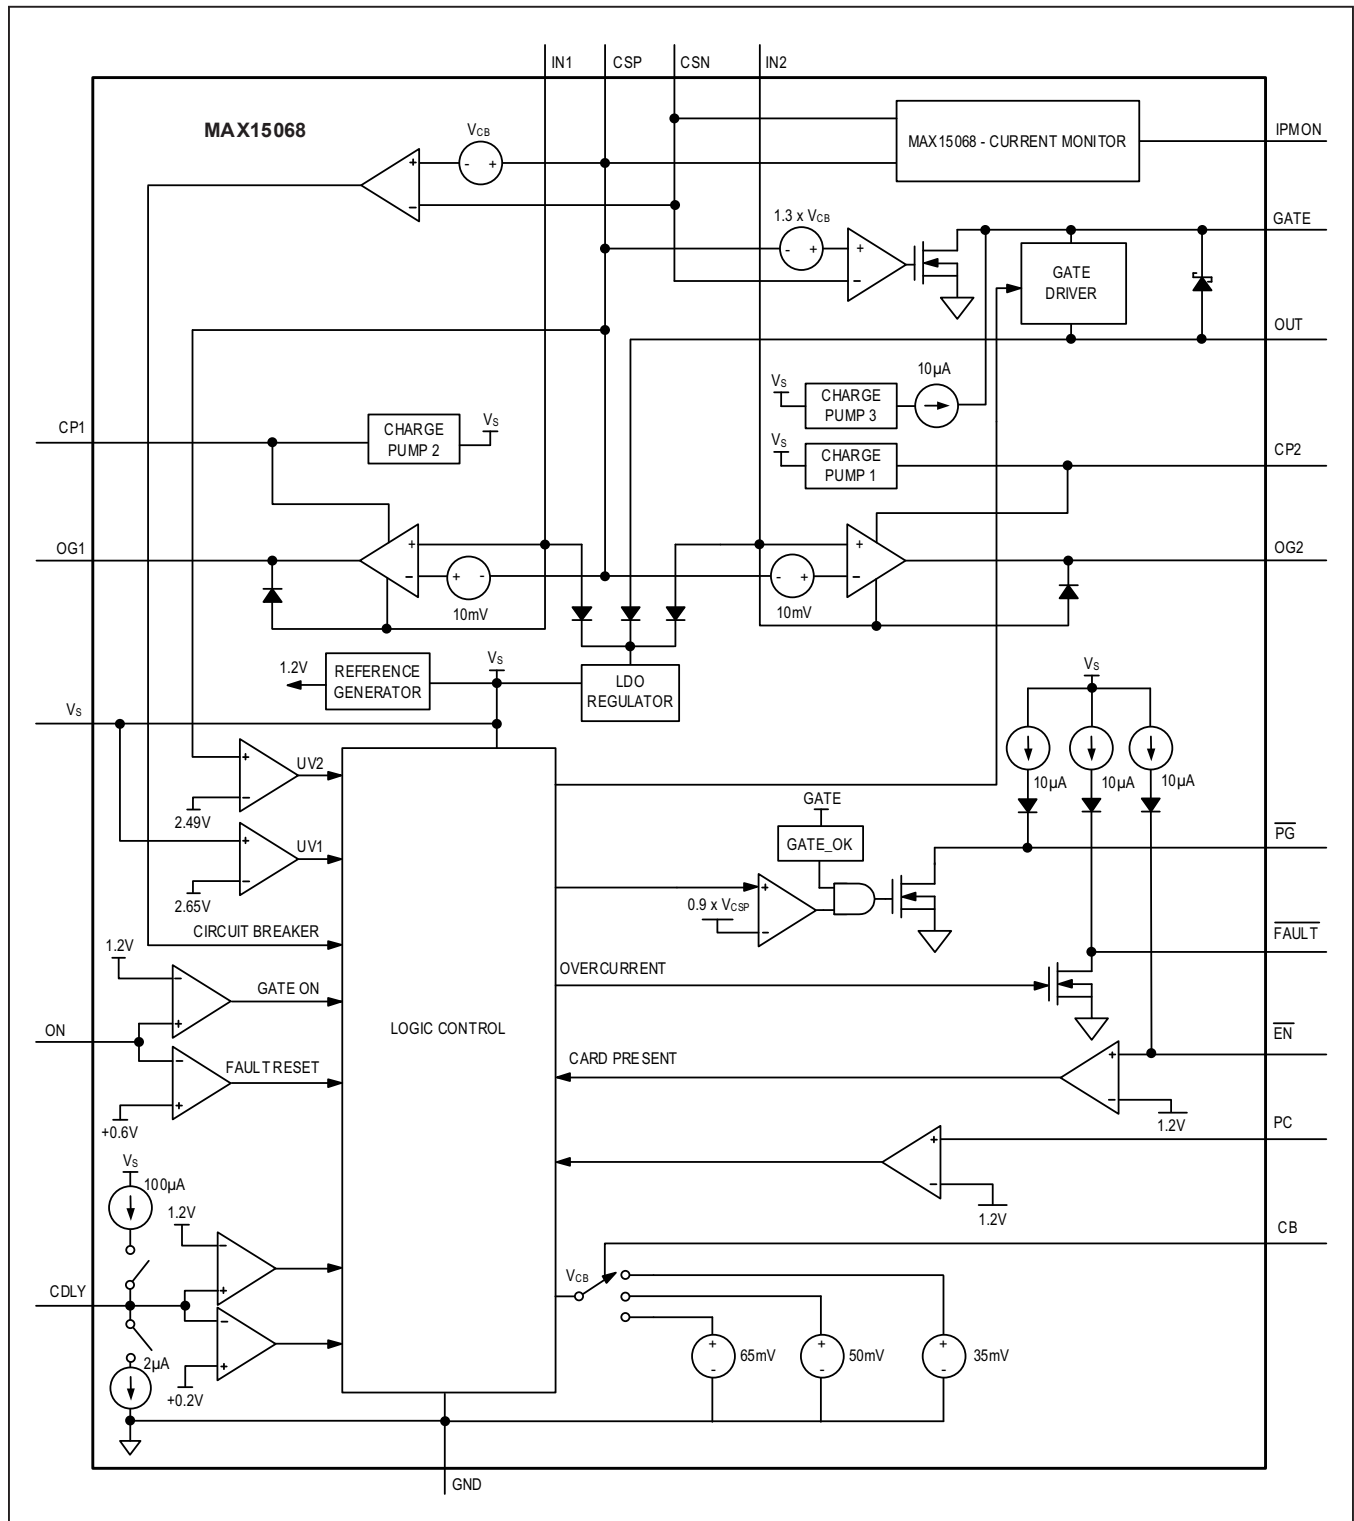 IN1
CSP
CSN
IN2
MAX15068
VCB
- +
+
-
MAX15068 - CURRENT MONITOR
IPMON
1.3 x VCB
- +
+
-
GATE
GATE
DRIVER
OUT
VS
CHARGE
PUMP 3
10µA
CP1
CHARGE
PUMP 2
VS
VS
CHARGE
PUMP 1
CP2
OG1
+
-
+ -
10mV
- +
10mV
+
-
OG2
1.2V
REFERENCE
GENERATOR
VS
LDO
REGULATOR
VS
VS
10µA
10µA
10µA
+
-
UV2
2.49V
+
-
UV1
2.65V
GATE
GATE_OK
PG
0.9 x VCSP
+
-
CIRCUIT BREAKER
FAULT
1.2V
-
+
GATE ON
OVERCURRENT
ON
LOGIC CONTROL
EN
-
+
FAULT RESET
+0.6V
CARD PRESENT
+
-
1.2V
PC
+
-
1.2V
VS
100µA
1.2V
-
+
CB
CDLY
-
+
VCB
2µA
+0.2V
+
-
65mV
+
-
50mV
+
-
35mV
GND